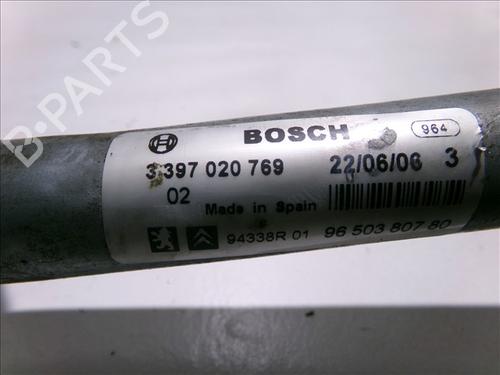 B-PARTS
BOSCH 964
3 397 020 769 22/06/06 3
02 Made in Spain
94338R 01 96 503 807 80